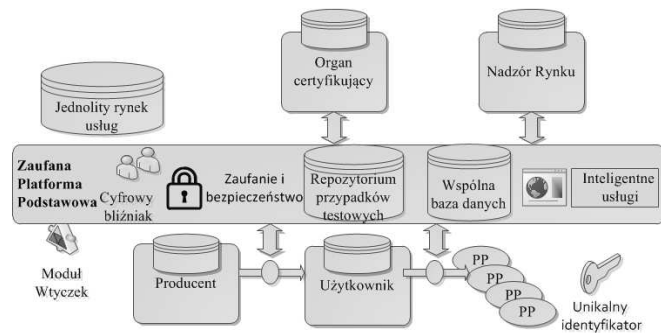 Organ
certyfikujący
Nadzór Rynku
Jednolity rynek
usług
Zaufana
Platforma
Podstawowa
Cyfrowy
bliźniak
Zaufanie i
bezpieczeństwo
Repozytorium
przypadków
testowych
Wspólna
baza danych
Inteligentne
usługi
Moduł
Wtyczek
Producent
Użytkownik
PP
PP
PP
PP
Unikalny
identyfikator